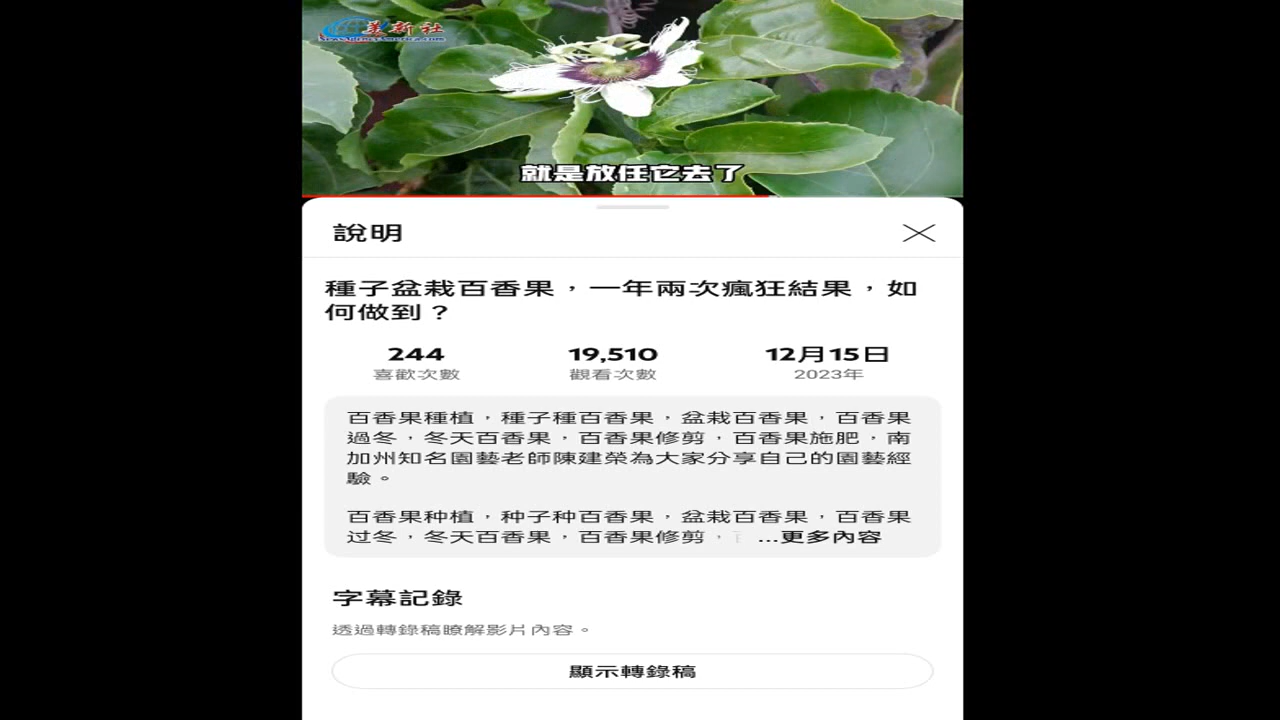 美新社
就是放任它去了
說明
種子盆栽百香果，一年兩次瘋狂結果，如
何做到？
244 19,510 12月15日
喜歡次數 觀看次數 2023年
百香果種植，種子種百香果，盆栽百香果，百香果
過冬，冬天百香果，百香果修剪，百香果施肥，南
加州知名園藝老師陳建榮為大家分享自己的園藝經
驗。
百香果种植，种子种百香果，盆栽百香果，百香果
过冬，冬天百香果，百香果修剪， ...更多內容
字幕記錄
透過轉錄稿瞭解影片內容。
顯示轉錄稿